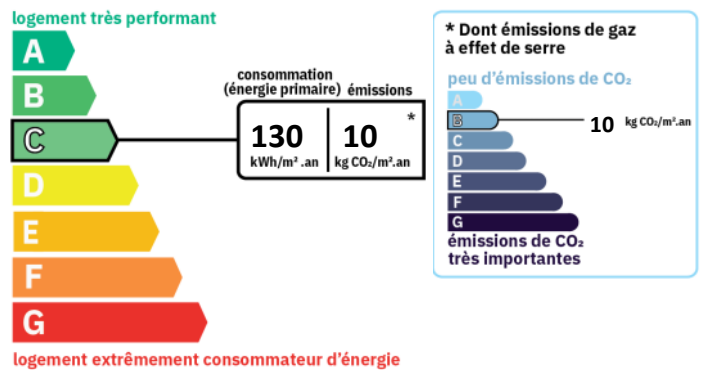 logement très performant
A
B
C
D
E
F
G
logement extrêmement consommateur d'énergie
consommation
(énergie primaire)
émissions
130
kWh/m² .an
10
kg CO₂/m².an
*
* Dont émissions de gaz
à effet de serre
peu d'émissions de CO₂
A
B
C
D
E
F
G
10 kg CO₂/m².an
émissions de CO₂
très importantes